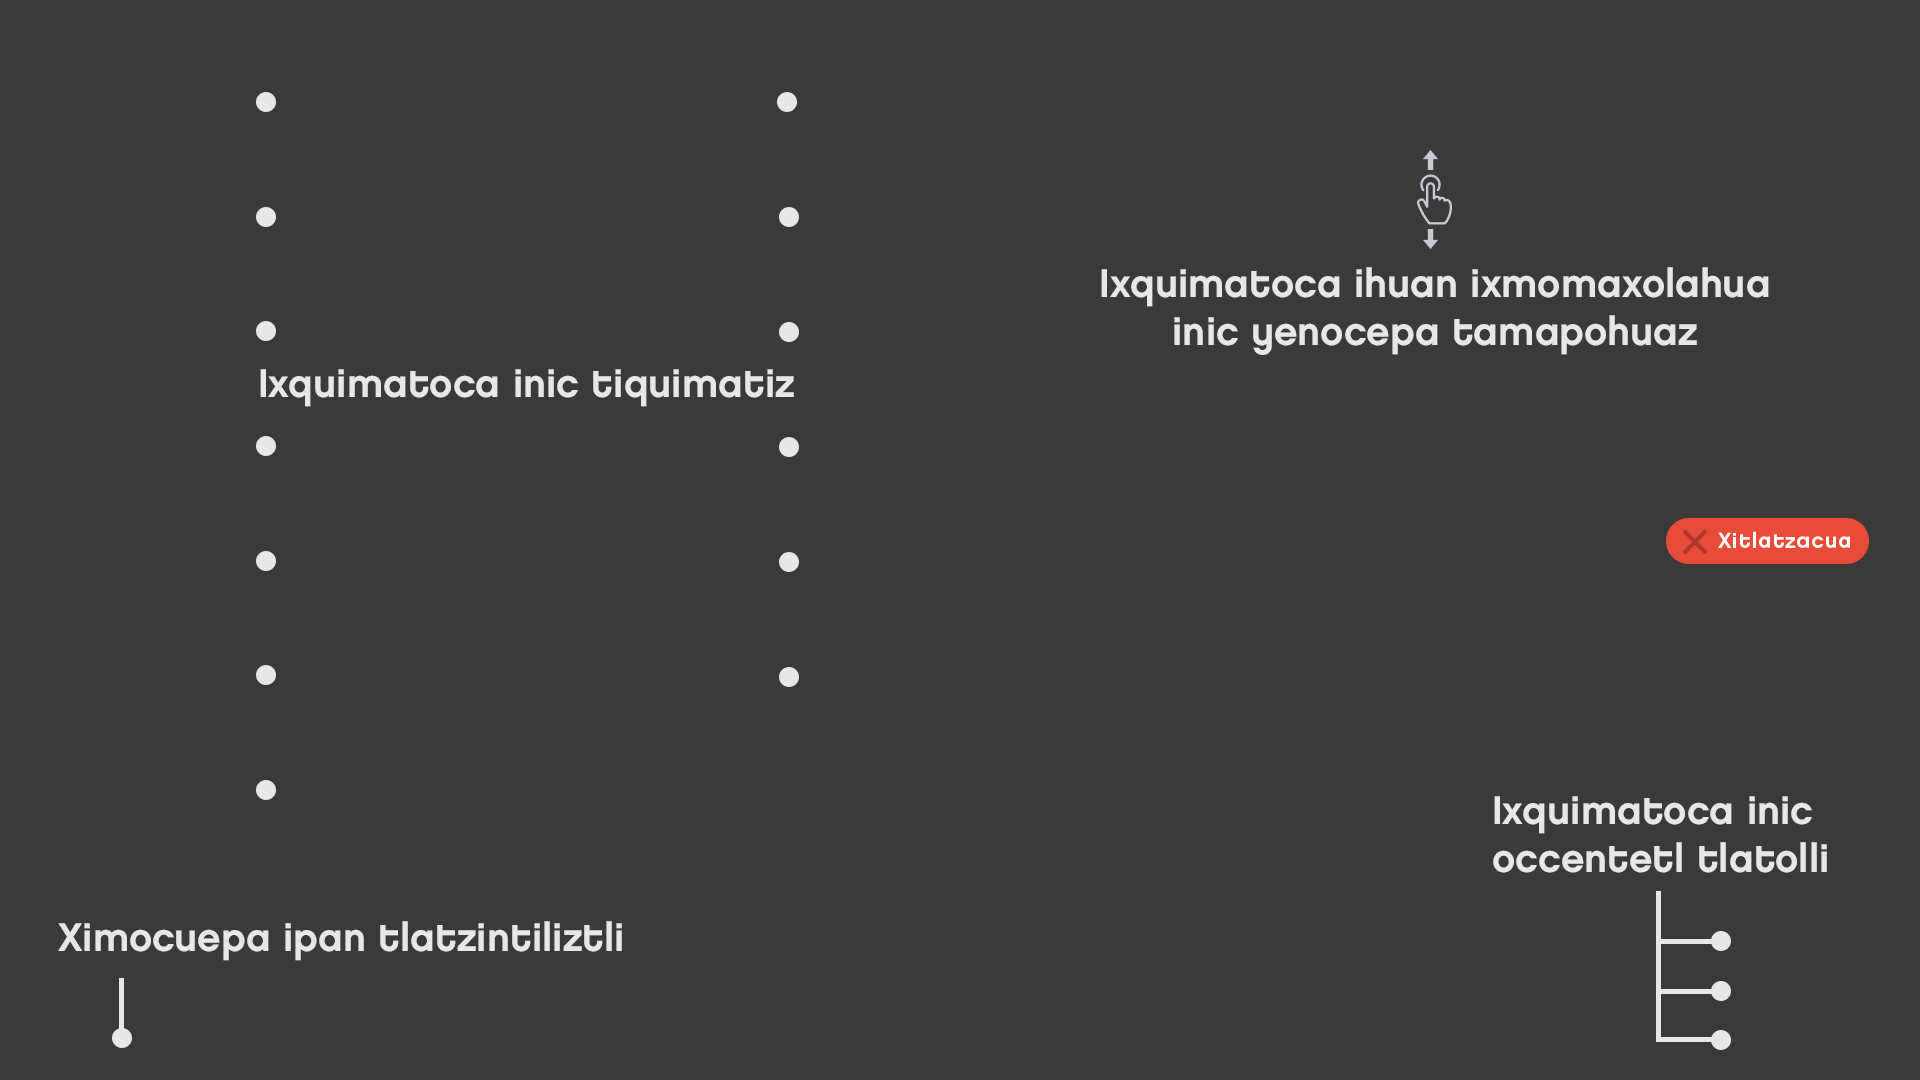 Ixquimatoca ihuan ixmomaxolahua
inic yenocepa tamapohuaz
Ixquimatoca inic tiquimatiz
Xitlatzacua
Ixquimatoca inic
occentetl tlatolli
Ximocuepa ipan tlatzintiliztli